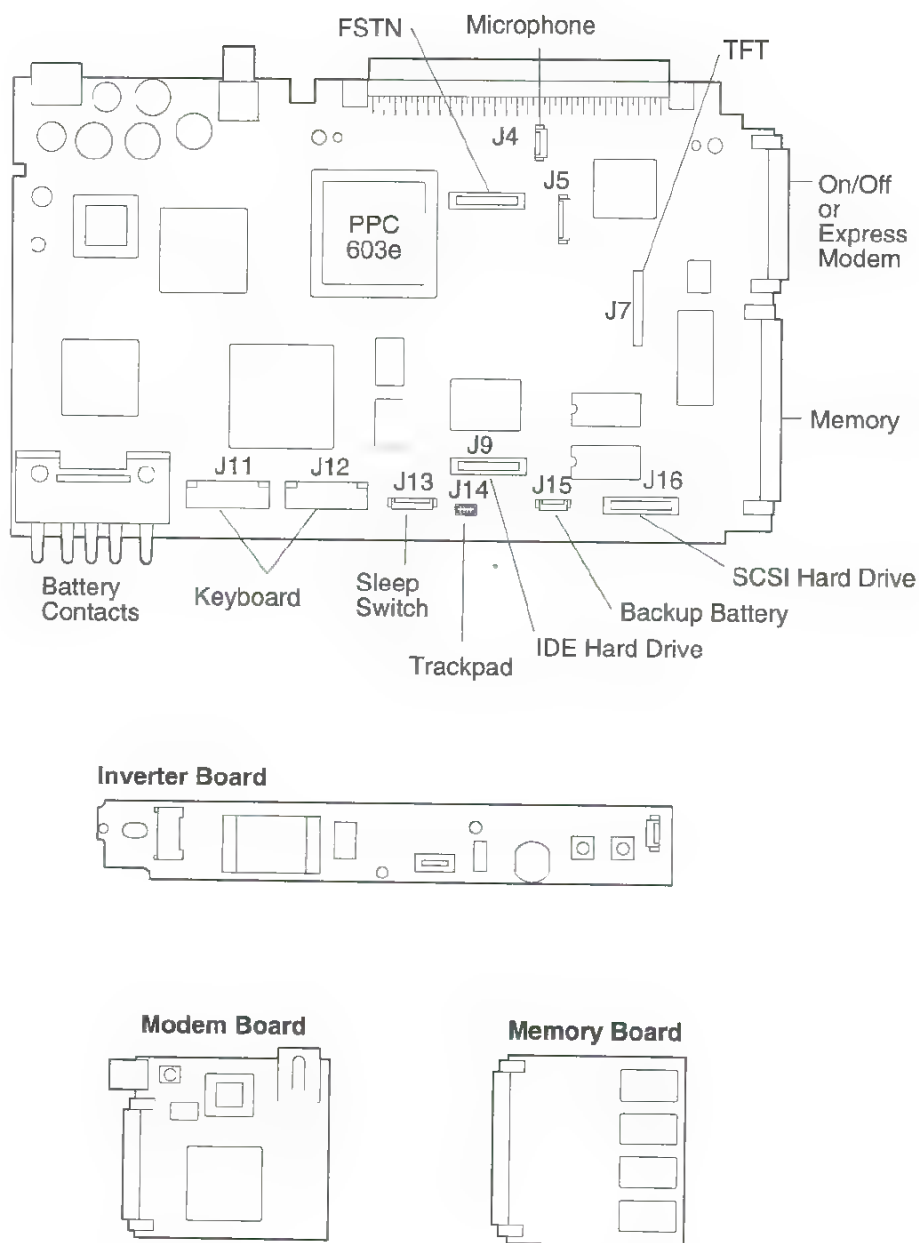 FSTN
Microphone
TFT
J4
J5
On/Off
or
Express
Modem
PPC
603e
J7
Memory
J9
J11
J12
J13
J14
J15
J16
Battery
Contacts
Keyboard
Sleep
Switch
SCSI Hard Drive
Backup Battery
IDE Hard Drive
Trackpad
Inverter Board
Modem Board
Memory Board